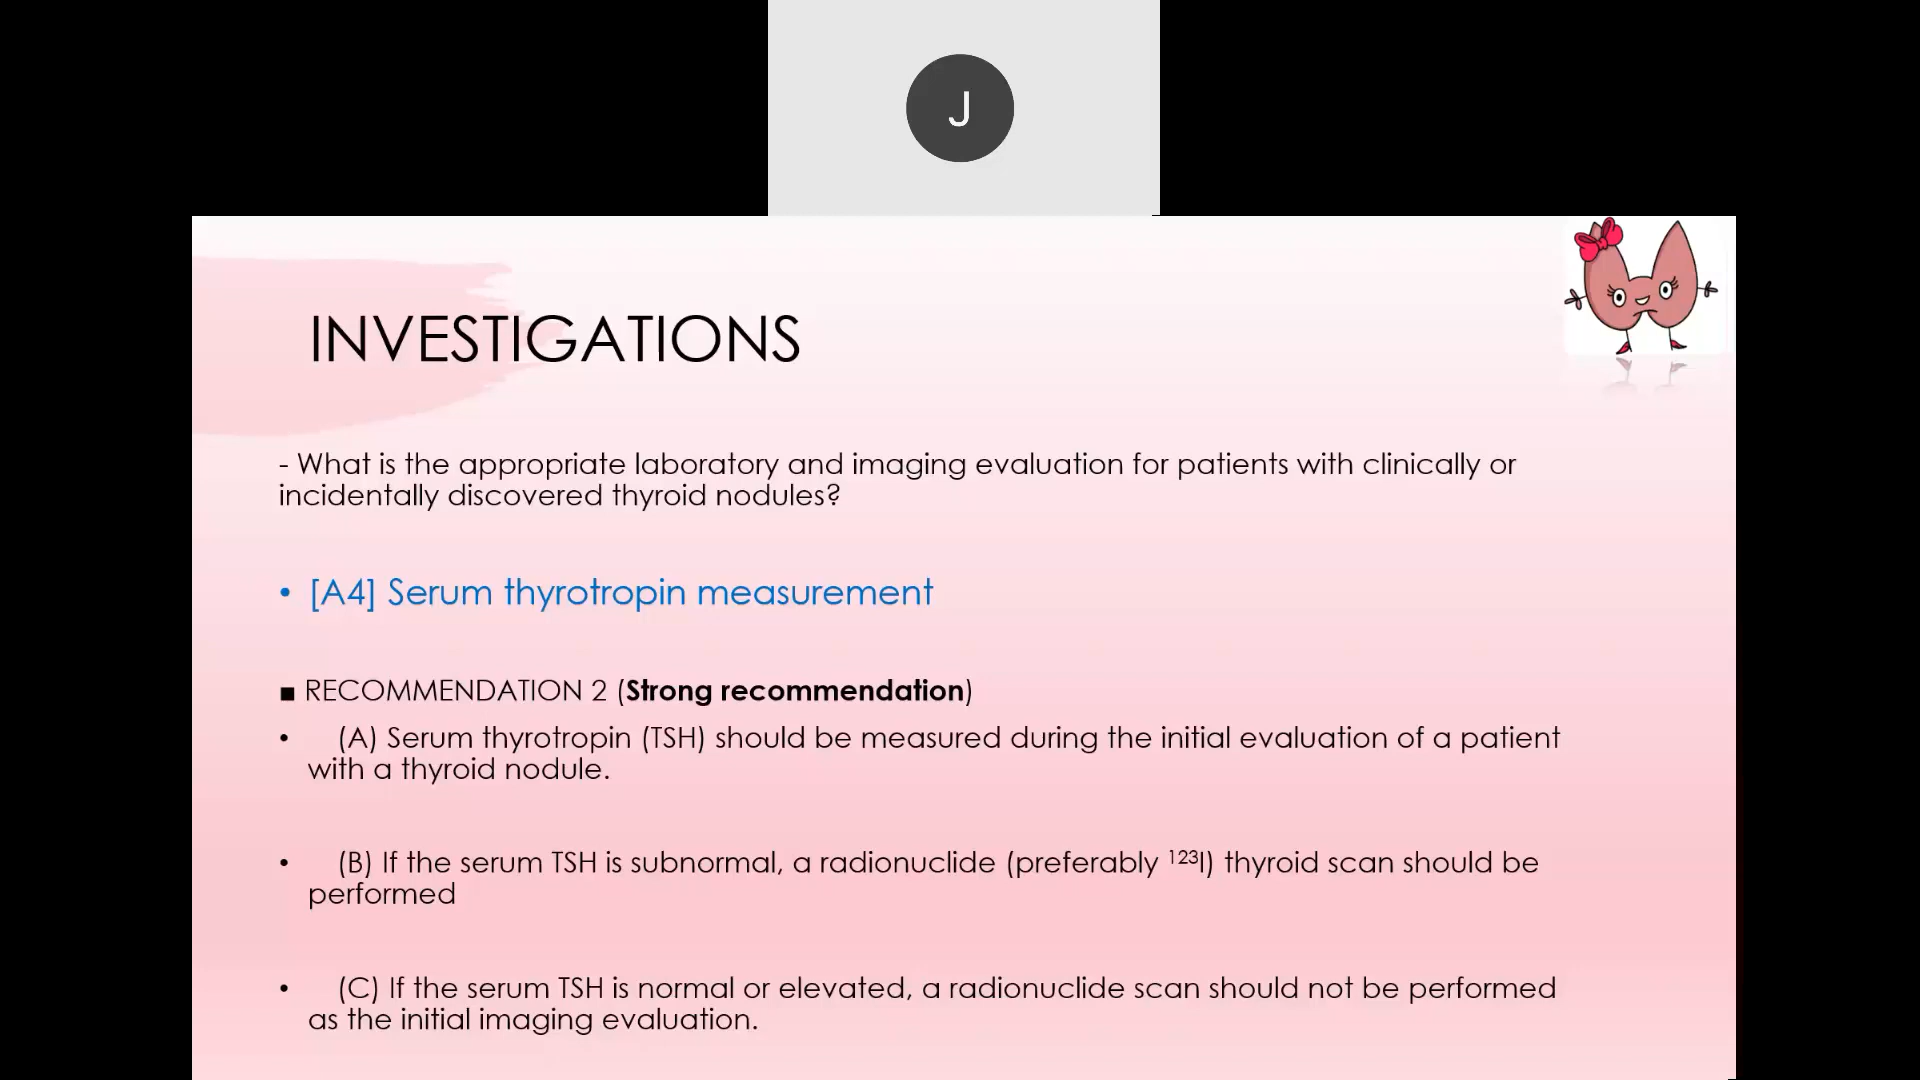 J
INVESTIGATIONS
- What is the appropriate laboratory and imaging evaluation for patients with clinically or
incidentally discovered thyroid nodules?
• [A4] Serum thyrotropin measurement
■ RECOMMENDATION 2 (Strong recommendation)
• (A) Serum thyrotropin (TSH) should be measured during the initial evaluation of a patient
with a thyroid nodule.
• (B) If the serum TSH is subnormal, a radionuclide (preferably ¹²³I) thyroid scan should be
performed
• (C) If the serum TSH is normal or elevated, a radionuclide scan should not be performed
as the initial imaging evaluation.